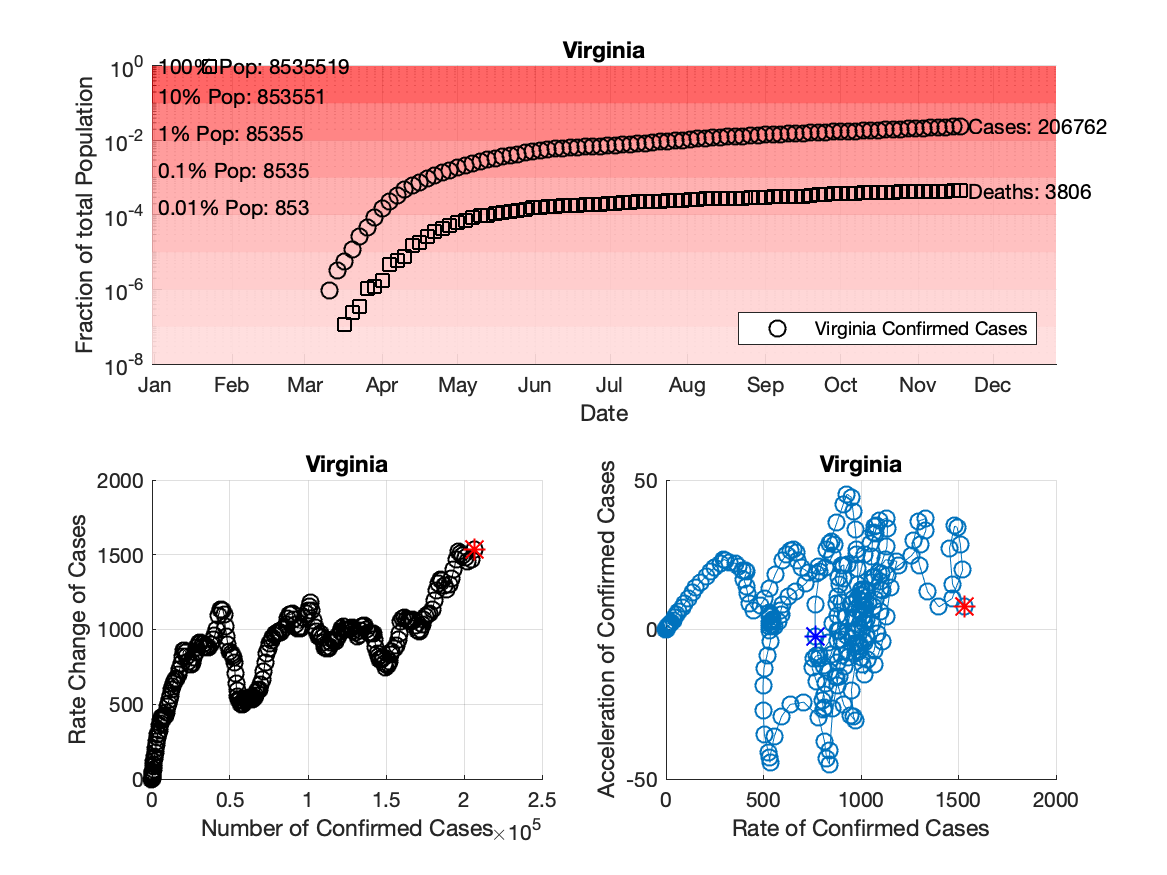 Virginia
10^0
10^-2
10^-4
10^-6
10^-8
Fraction of total Population
100% Pop: 8535519
10% Pop: 853551
1% Pop: 85355
0.1% Pop: 8535
0.01% Pop: 853
Cases: 206762
Deaths: 3806
Virginia Confirmed Cases
Jan Feb Mar Apr May Jun Jul Aug Sep Oct Nov Dec
Date
Virginia
2000
1500
1000
500
0
Rate Change of Cases
0 0.5 1 1.5 2 2.5
Number of Confirmed Cases ×10^5
Virginia
50
0
-50
Acceleration of Confirmed Cases
0 500 1000 1500 2000
Rate of Confirmed Cases